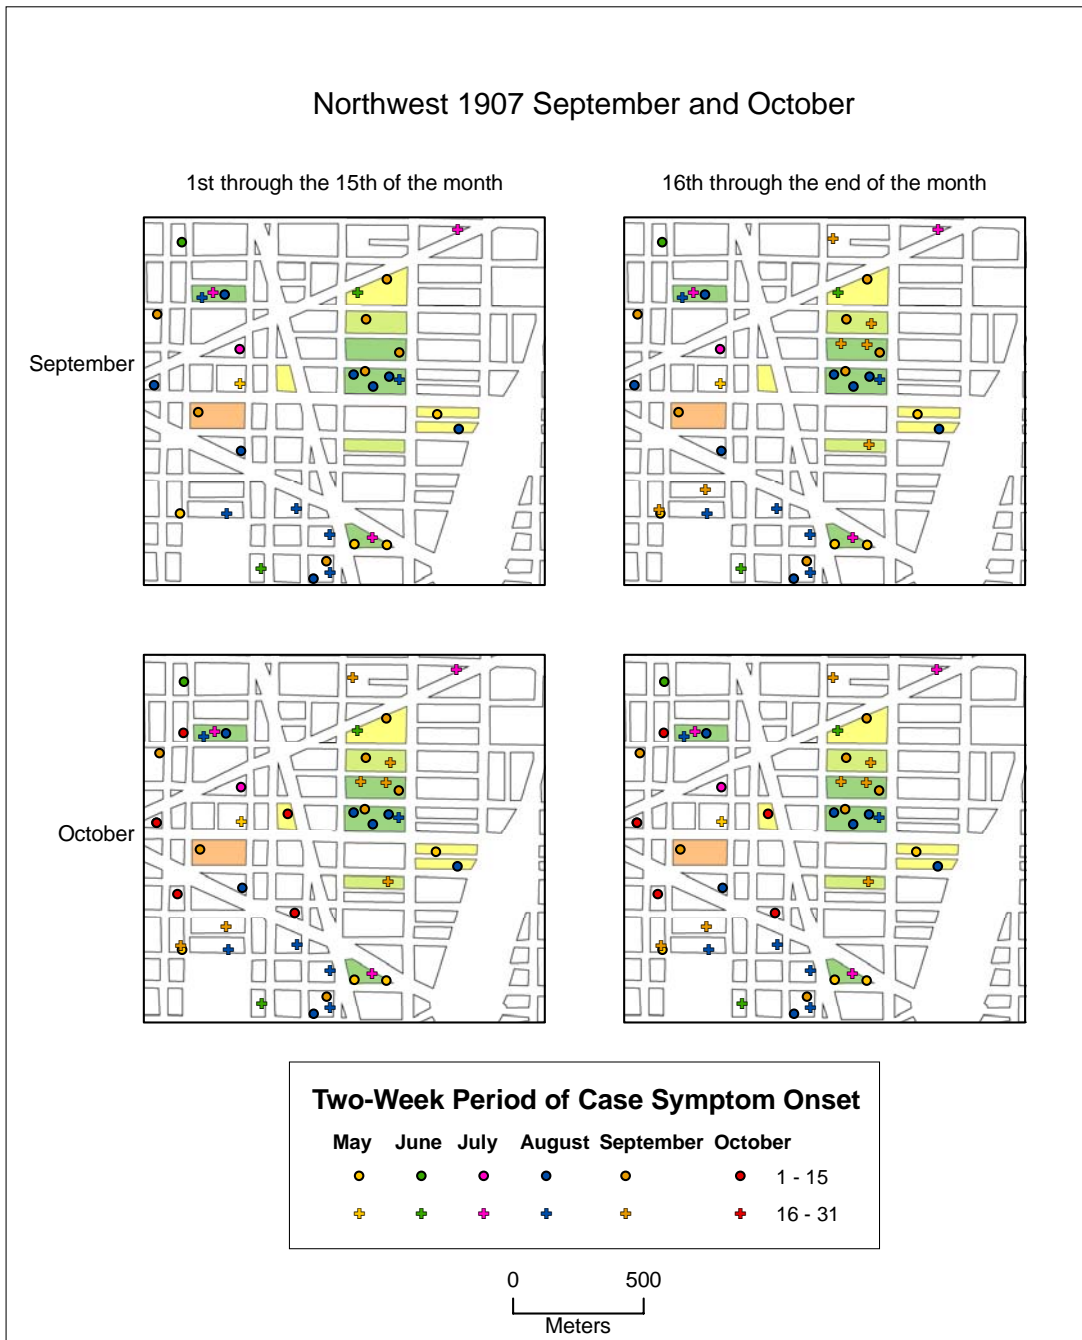 Northwest 1907 September and October
1st through the 15th of the month
16th through the end of the month
September
October
Two-Week Period of Case Symptom Onset
May June July August September October
1 - 15
16 - 31
0 500
Meters